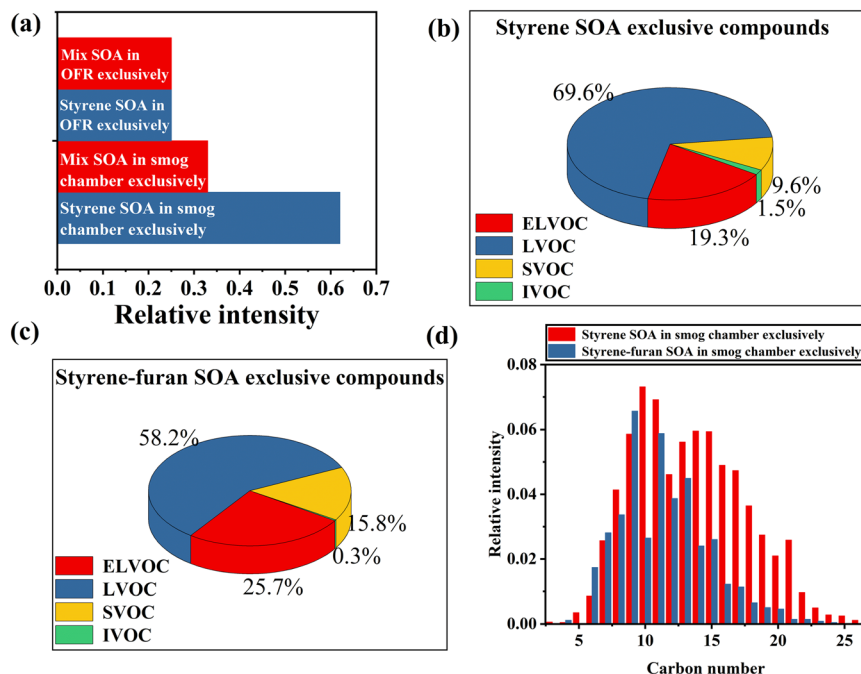 (a)
Mix SOA in
OFR exclusively
Styrene SOA in
OFR exclusively
Mix SOA in smog
chamber exclusively
Styrene SOA in smog
chamber exclusively
0.0 0.1 0.2 0.3 0.4 0.5 0.6 0.7
Relative intensity
(b)
Styrene SOA exclusive compounds
69.6%
9.6%
1.5%
19.3%
ELVOC
LVOC
SVOC
IVOC
(c)
Styrene-furan SOA exclusive compounds
58.2%
15.8%
0.3%
25.7%
ELVOC
LVOC
SVOC
IVOC
(d)
Styrene SOA in smog chamber exclusively
Styrene-furan SOA in smog chamber exclusively
0.08
0.06
0.04
0.02
0.00
Relative intensity
5 10 15 20 25
Carbon number